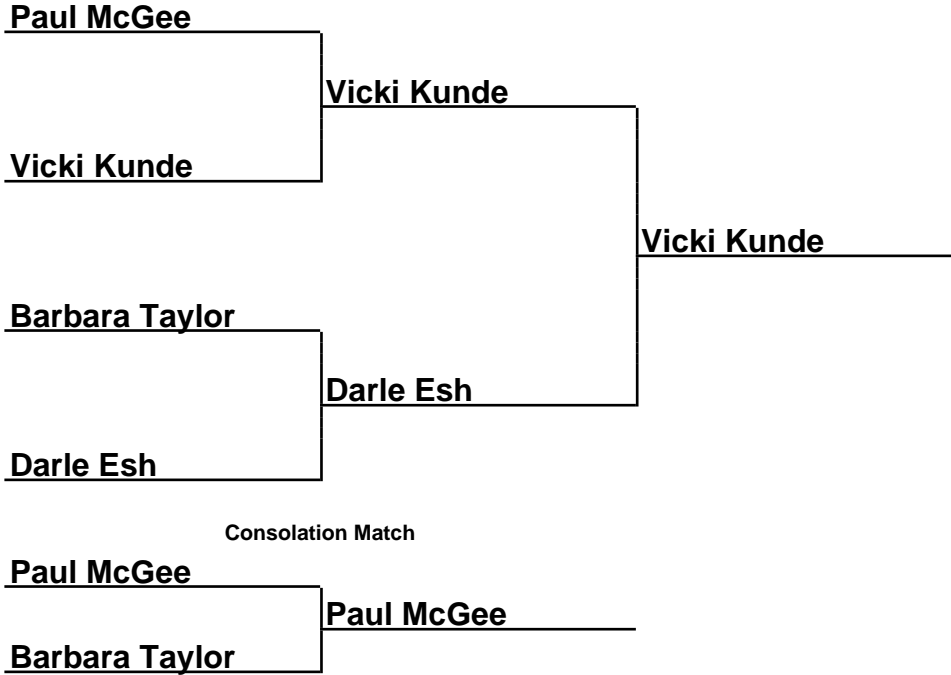 Paul McGee
Vicki Kunde
Vicki Kunde
Vicki Kunde
Barbara Taylor
Darle Esh
Darle Esh
Consolation Match
Paul McGee
Paul McGee
Barbara Taylor